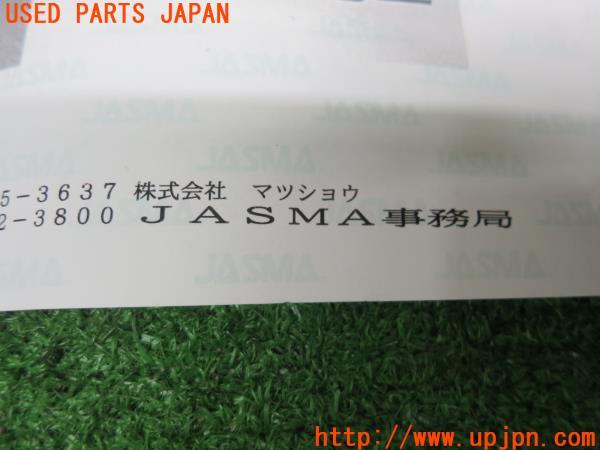 USED PARTS JAPAN
5-3637 株式会社 マツショウ
2-3800 JASMA事務局
JASMA
http://www.upjpn.com